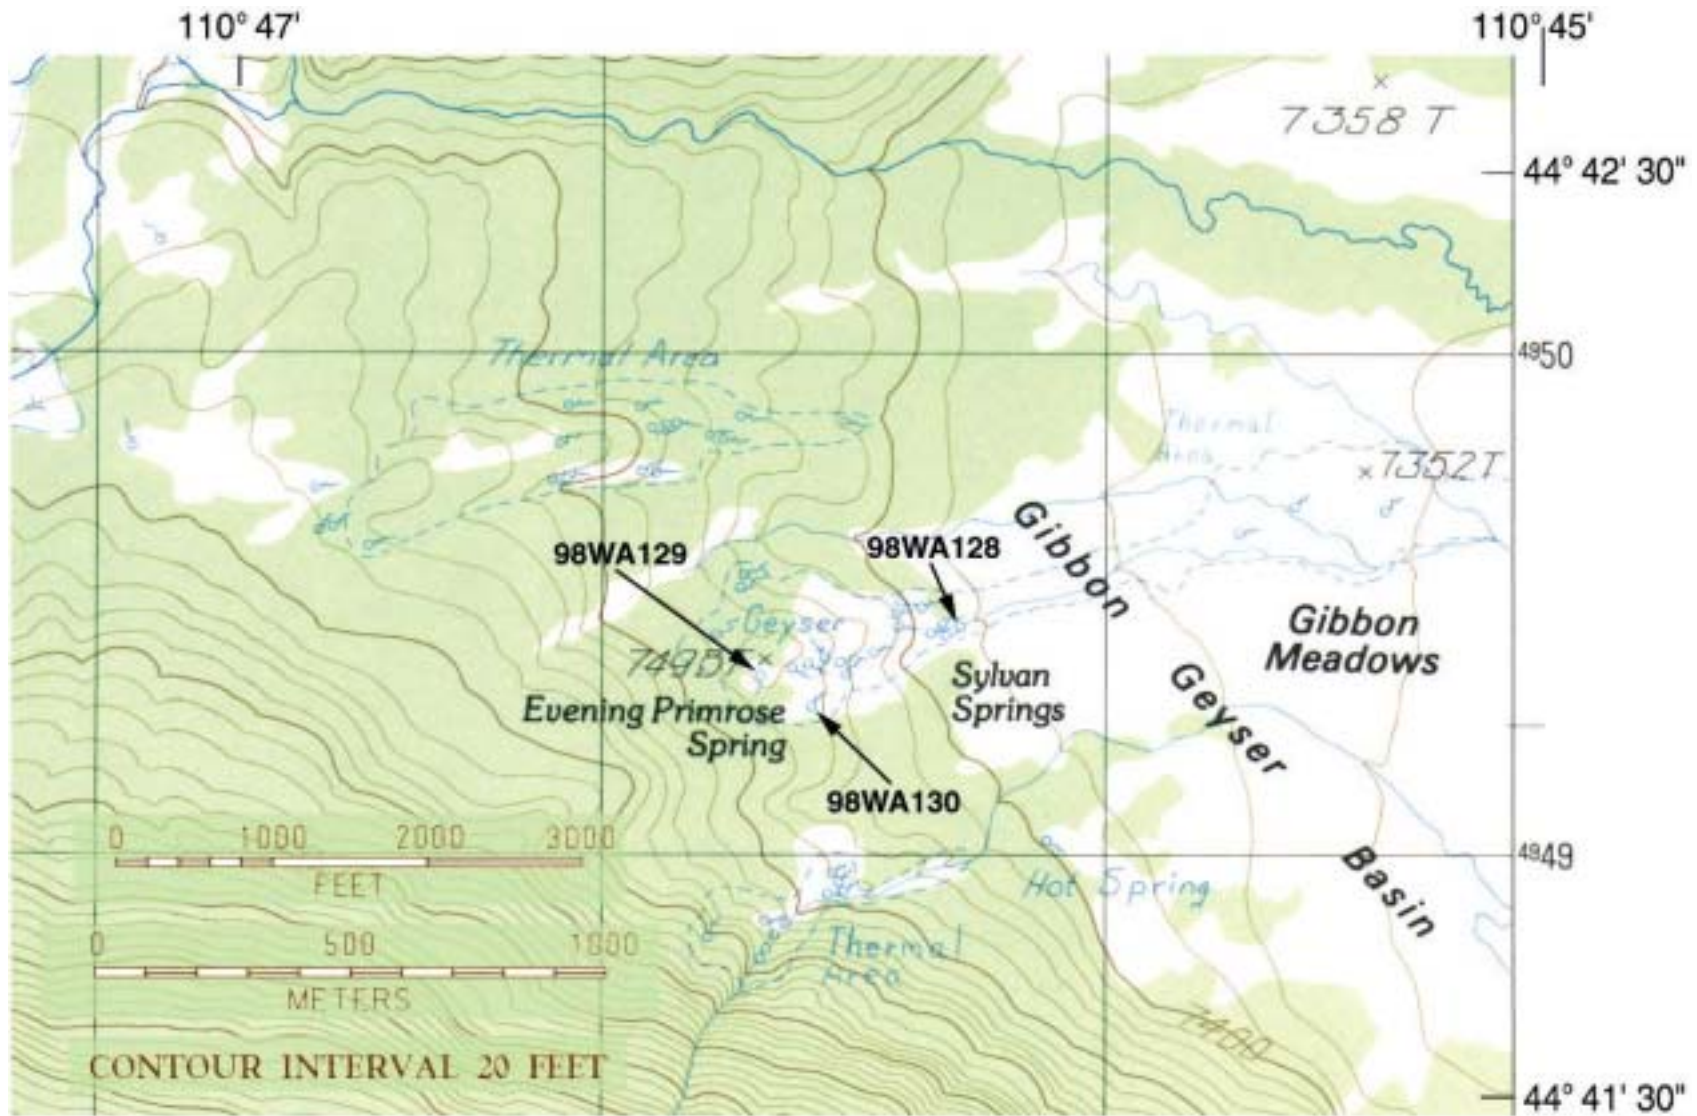 110° 47'
110° 45'
7358 T
44° 42' 30"
Thermal Area
4950
Thermal
Area
7352T
98WA129
98WA128
Gibbon
Geyser
Gibbon
Meadows
Sylvan
Springs
Geyser
Evening Primrose
Spring
98WA130
0 1000 2000 3000
FEET
4949
Basin
Hot Spring
0 500 1000
METERS
Thermal
Area
7400
CONTOUR INTERVAL 20 FEET
44° 41' 30"